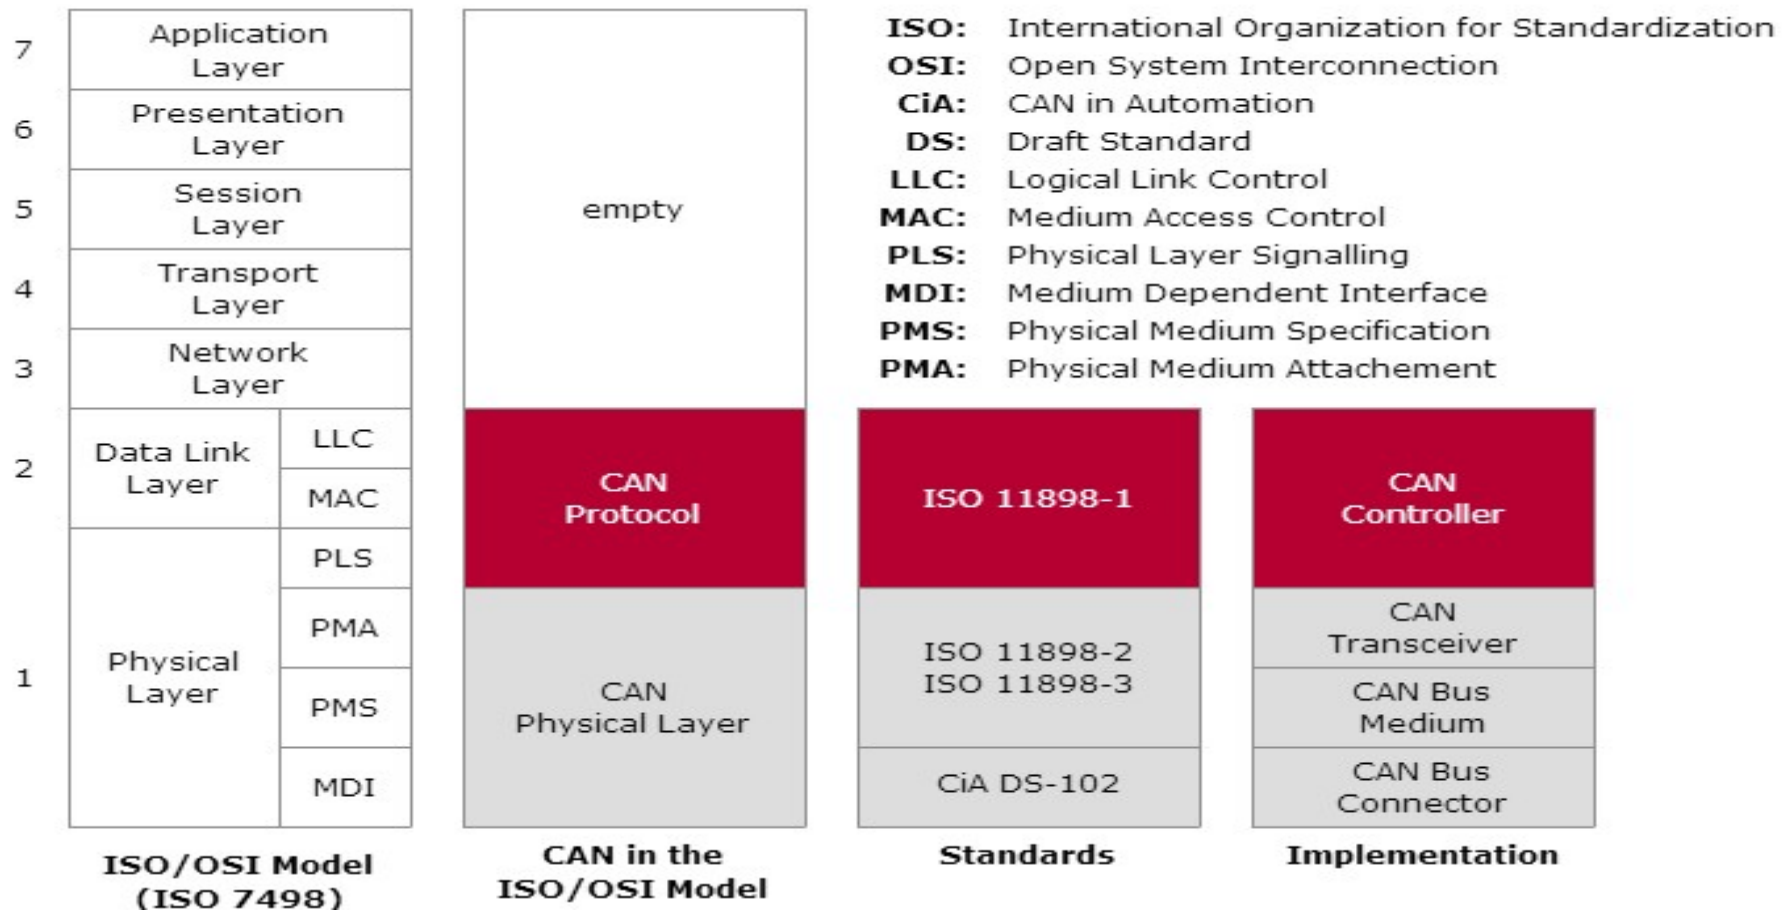 7
Application
Layer
6
Presentation
Layer
5
Session
Layer
4
Transport
Layer
3
Network
Layer
2
Data Link
Layer
LLC
MAC
1
Physical
Layer
PLS
PMA
PMS
MDI
ISO/OSI Model
(ISO 7498)
empty
CAN
Protocol
CAN
Physical Layer
CAN in the
ISO/OSI Model
ISO: International Organization for Standardization
OSI: Open System Interconnection
CiA: CAN in Automation
DS: Draft Standard
LLC: Logical Link Control
MAC: Medium Access Control
PLS: Physical Layer Signalling
MDI: Medium Dependent Interface
PMS: Physical Medium Specification
PMA: Physical Medium Attachement
ISO 11898-1
ISO 11898-2
ISO 11898-3
CiA DS-102
Standards
CAN
Controller
CAN
Transceiver
CAN Bus
Medium
CAN Bus
Connector
Implementation